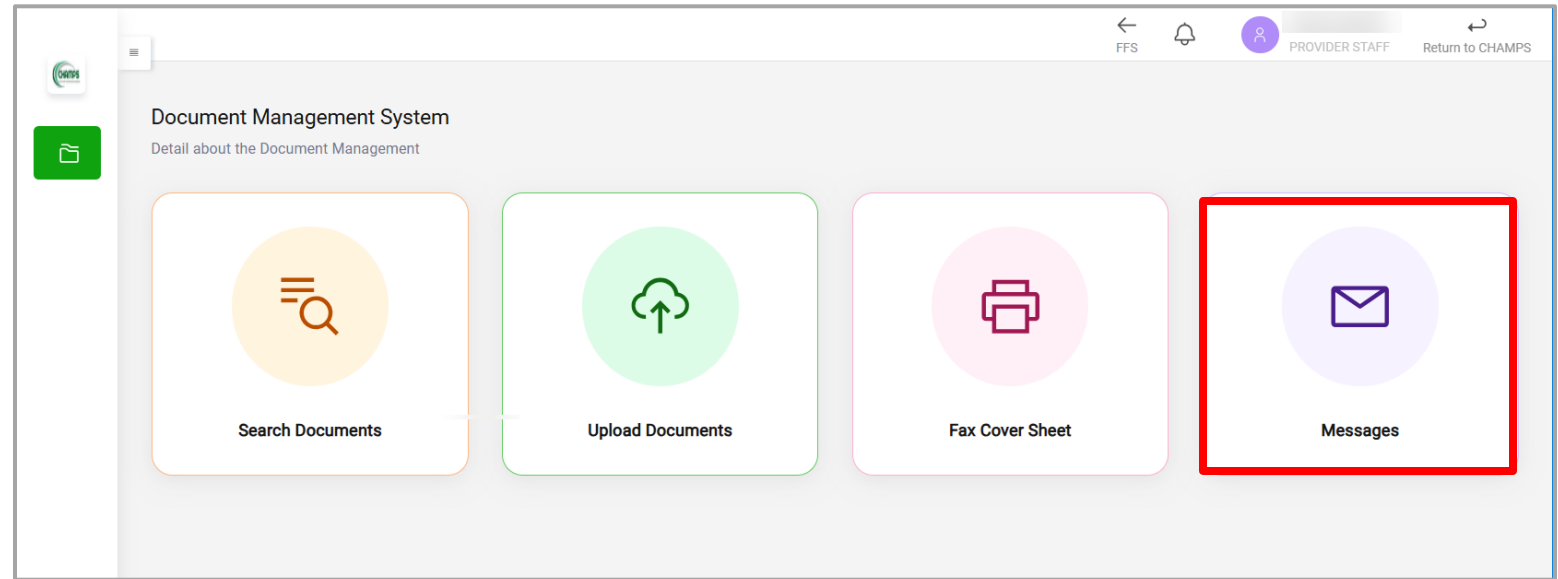 FFS
PROVIDER STAFF
Return to CHAMPS
CHAMPS
Document Management System
Detail about the Document Management
Search Documents
Upload Documents
Fax Cover Sheet
Messages